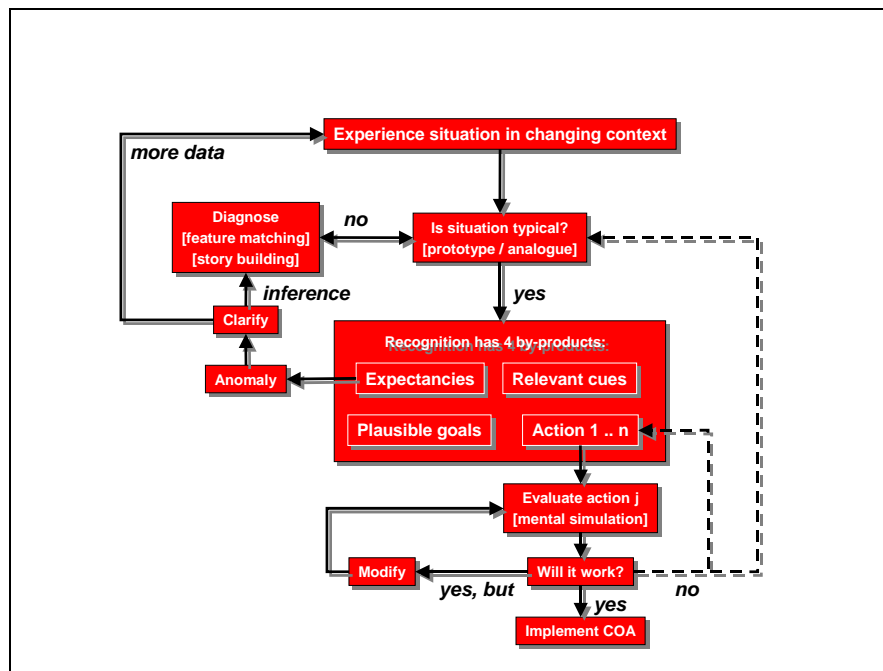 Experience situation in changing context
more data
Diagnose
[feature matching]
[story building]
no
Is situation typical?
[prototype / analogue]
inference
yes
Clarify
Recognition has 4 by-products:
Anomaly
Expectancies
Relevant cues
Plausible goals
Action 1 .. n
Evaluate action j
[mental simulation]
Modify
Will it work?
yes, but
no
yes
Implement COA